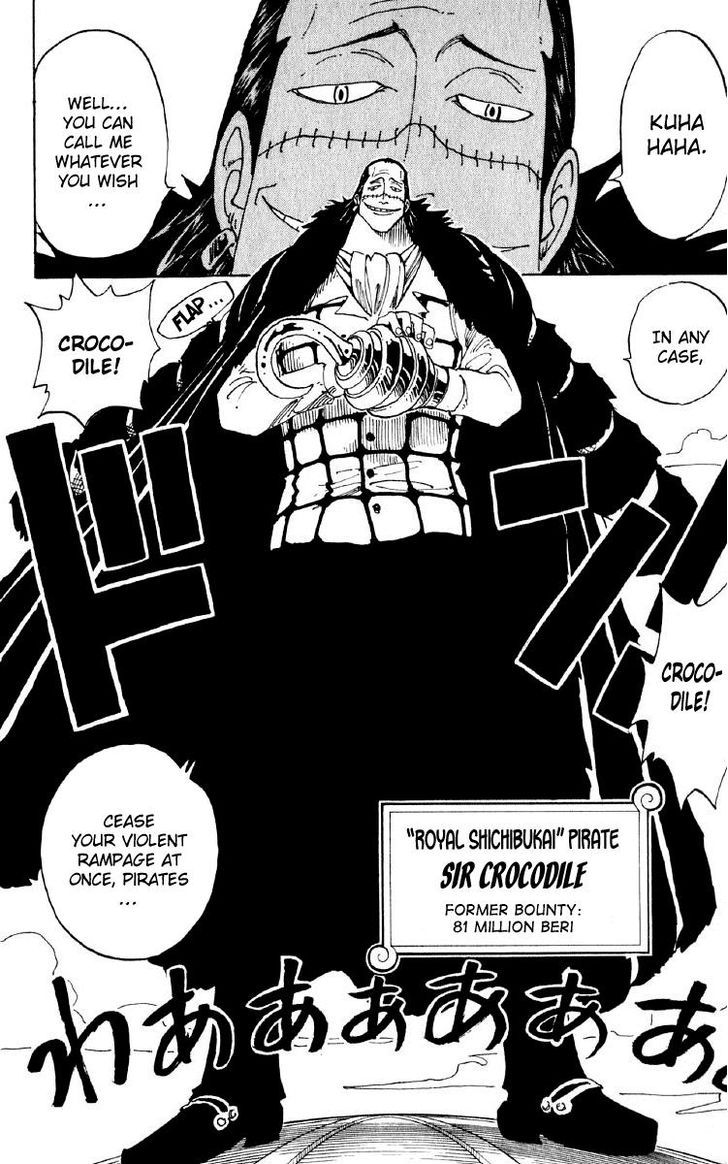 KUHA
HAHA.
WELL...
YOU CAN
CALL ME
WHATEVER
YOU WISH
...
IN ANY
CASE,
FLAP...
CROCO-
DILE!
ドドン
CROCO-
DILE!
CEASE
YOUR VIOLENT
RAMPAGE AT
ONCE, PIRATES
...
"ROYAL SHICHIBUKAI" PIRATE
SIR CROCODILE
FORMER BOUNTY:
81 MILLION BERI
わあああああああ